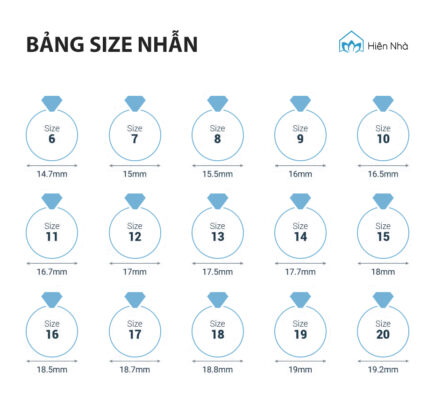 BẢNG SIZE NHẪN
Hiên Nhà
Size Size Size Size Size
6 7 8 9 10
14.7mm 15mm 15.5mm 16mm 16.5mm
Size Size Size Size Size
11 12 13 14 15
16.7mm 17mm 17.5mm 17.7mm 18mm
Size Size Size Size Size
16 17 18 19 20
18.5mm 18.7mm 18.8mm 19mm 19.2mm